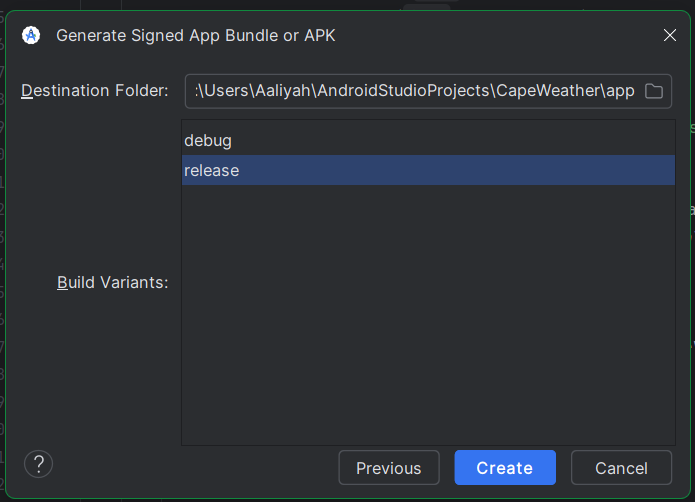 Generate Signed App Bundle or APK
Destination Folder: :\Users\Aaliyah\AndroidStudioProjects\CapeWeather\app
debug
release
Build Variants:
? Previous Create Cancel